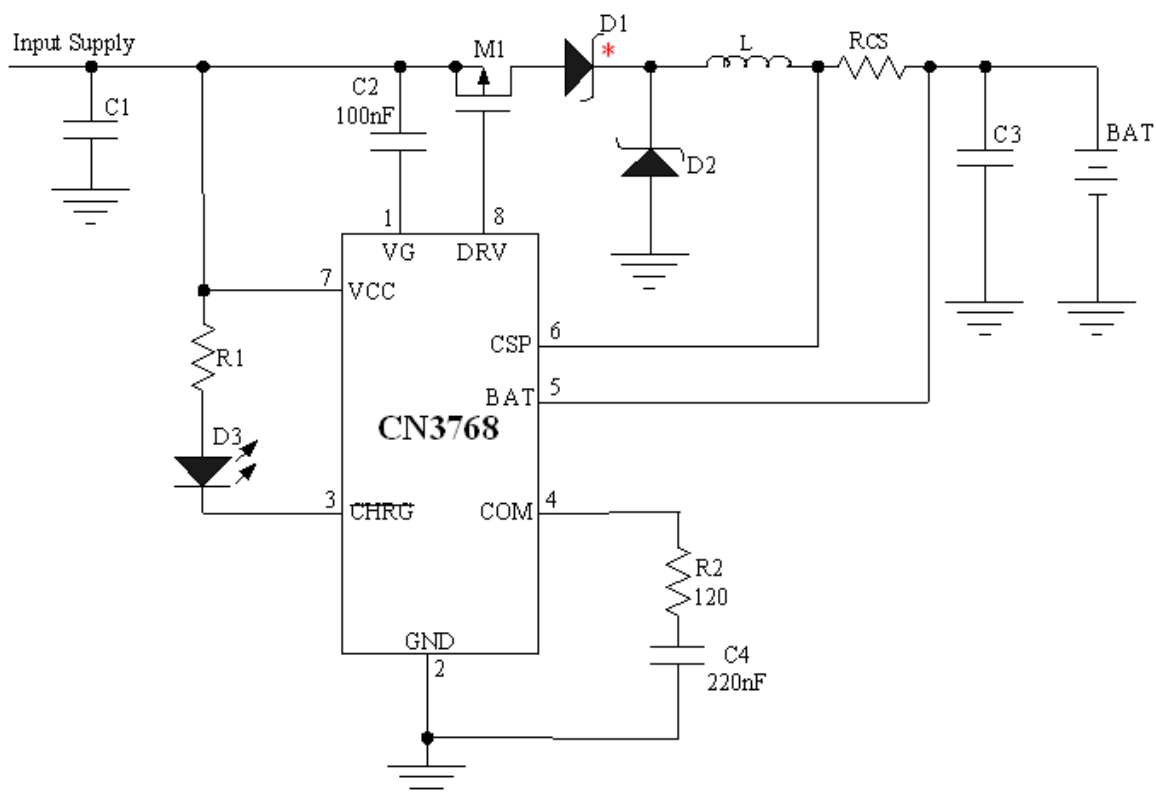 D1
Input Supply
M1
*
L
RCS
C1
C2
100nF
D2
C3
BAT
1
8
VG
DRV
7
VCC
6
CSP
R1
5
BAT
CN3768
D3
3
CHRG
4
COM
R2
120
GND
2
C4
220nF